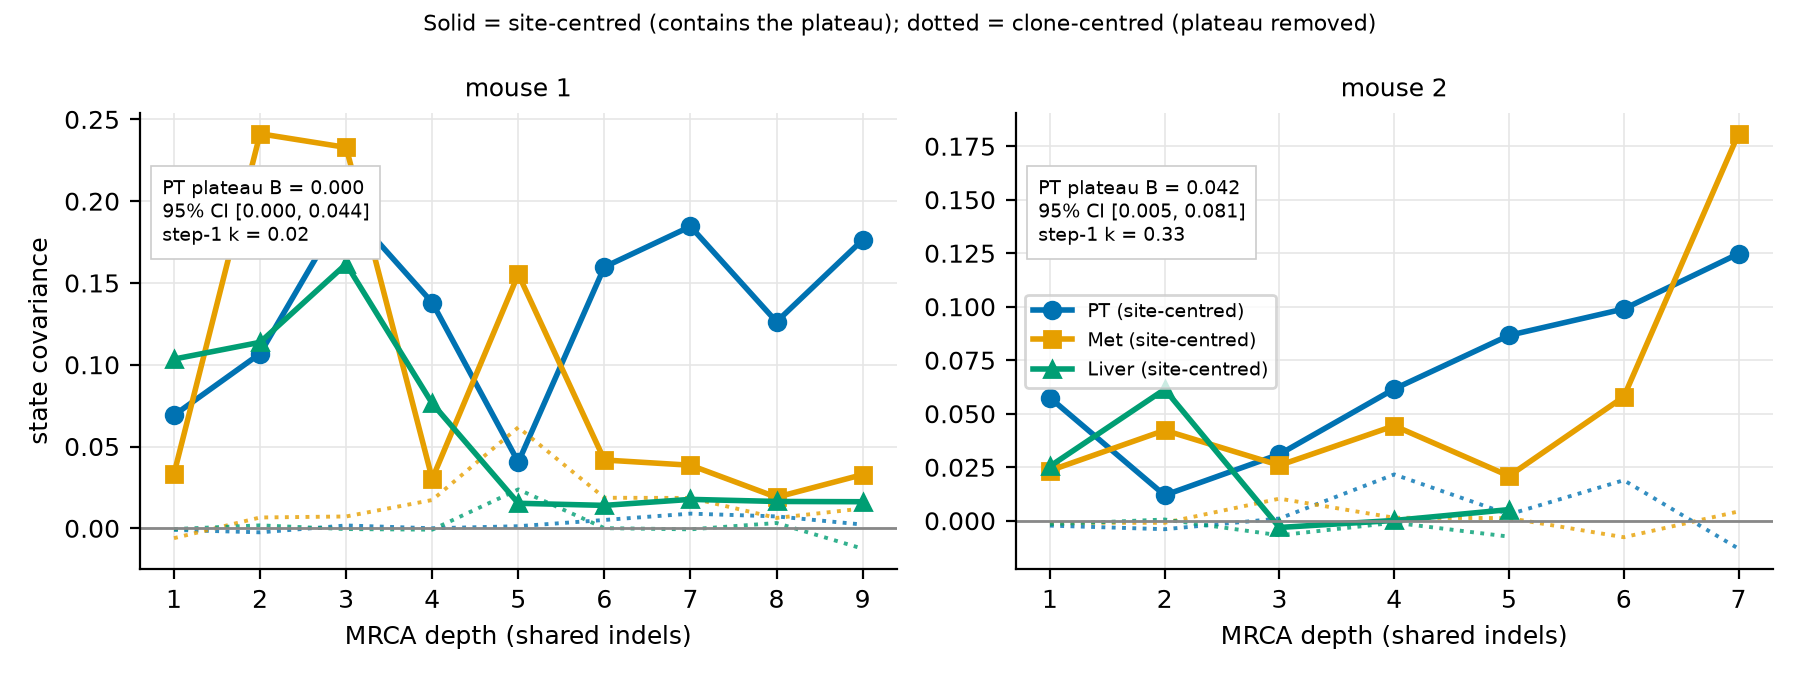 Solid = site-centred (contains the plateau); dotted = clone-centred (plateau removed)
mouse 1
state covariance
0.25
0.20
0.15
0.10
0.05
0.00
PT plateau B = 0.000
95% CI [0.000, 0.044]
step-1 k = 0.02
1 2 3 4 5 6 7 8 9
MRCA depth (shared indels)
mouse 2
0.175
0.150
0.125
0.100
0.075
0.050
0.025
0.000
PT plateau B = 0.042
95% CI [0.005, 0.081]
step-1 k = 0.33
PT (site-centred)
Met (site-centred)
Liver (site-centred)
1 2 3 4 5 6 7
MRCA depth (shared indels)